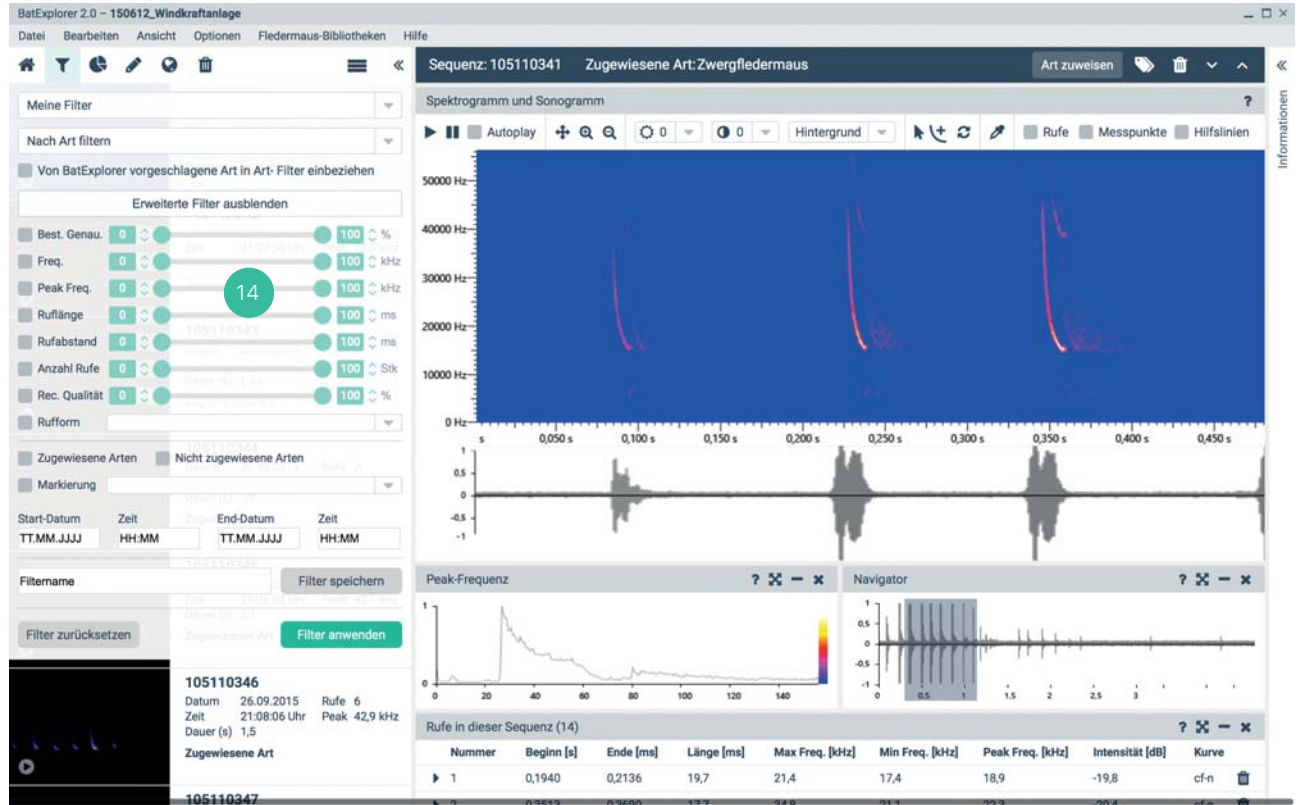 BatExplorer 2.0 – 150612_Windkraftanlage
Datei Bearbeiten Ansicht Optionen Fledermaus-Bibliotheken Hilfe
Meine Filter
Nach Art filtern
Von BatExplorer vorgeschlagene Art in Art- Filter einbeziehen
Erweiterte Filter ausblenden
Best. Genau. 0 100 %
Freq. 0 100 kHz
Peak Freq. 0 100 kHz
14
Ruflänge 0 100 ms
Rufabstand 0 100 ms
Anzahl Rufe 0 100 Stk
Rec. Qualität 0 100 %
Rufform
Zugewiesene Arten Nicht zugewiesene Arten
Markierung
Start-Datum Zeit End-Datum Zeit
TT.MM.JJJJ HH:MM TT.MM.JJJJ HH:MM
Filtername Filter speichern
Filter zurücksetzen Filter anwenden
105110346
Datum 26.09.2015 Rufe 6
Zeit 21:08:06 Uhr Peak 42,9 kHz
Dauer (s) 1,5
Zugewiesene Art
105110347
Sequenz: 105110341 Zugewiesene Art: Zwergfledermaus Art zuweisen
Spektrogramm und Sonogramm ?
Autoplay 0 0 Hintergrund Rufe Messpunkte Hilfslinien
50000 Hz
40000 Hz
30000 Hz
20000 Hz
10000 Hz
0 Hz
s 0,050 s 0,100 s 0,150 s 0,200 s 0,250 s 0,300 s 0,350 s 0,400 s 0,450 s
1
0.5
0
-0.5
-1
Peak-Frequenz ?
1
0
0 20 40 60 80 100 120 140
Navigator ?
1
0,5
0
-0.5
-1
0 0,5 1 1,5 2 2,5 3
Rufe in dieser Sequenz (14) ?
Nummer Beginn [s] Ende [ms] Länge [ms] Max Freq. [kHz] Min Freq. [kHz] Peak Freq. [kHz] Intensität [dB] Kurve
1 0,1940 0,2136 19,7 21,4 17,4 18,9 -19,8 cf-n
Informationen